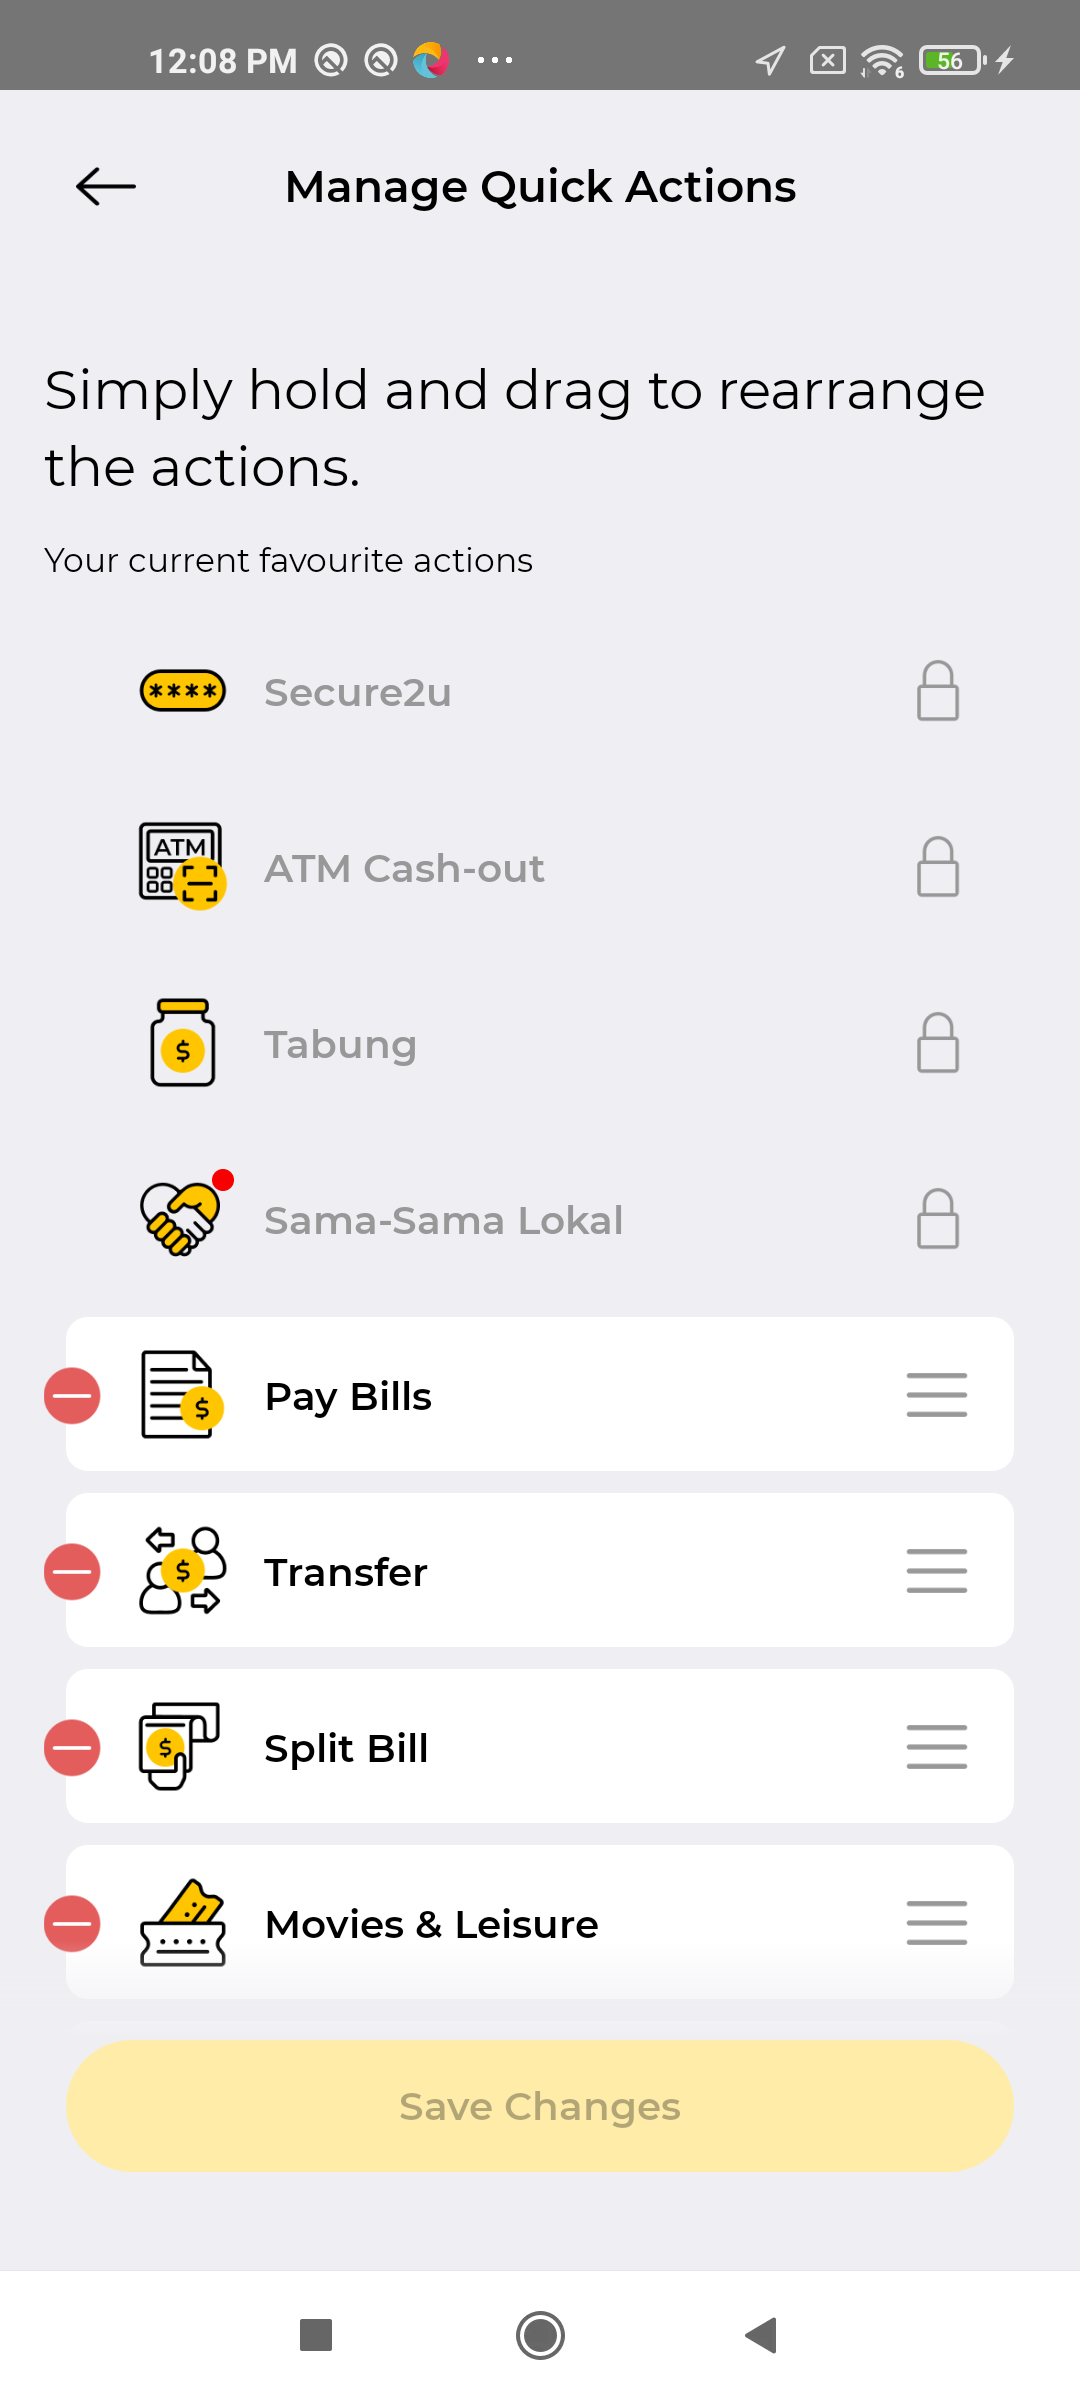 12:08 PM
6
56
Manage Quick Actions
Simply hold and drag to rearrange
the actions.
Your current favourite actions
****
Secure2u
ATM
ATM Cash-out
$
Tabung
Sama-Sama Lokal
$
Pay Bills
$
Transfer
$
Split Bill
Movies & Leisure
Save Changes